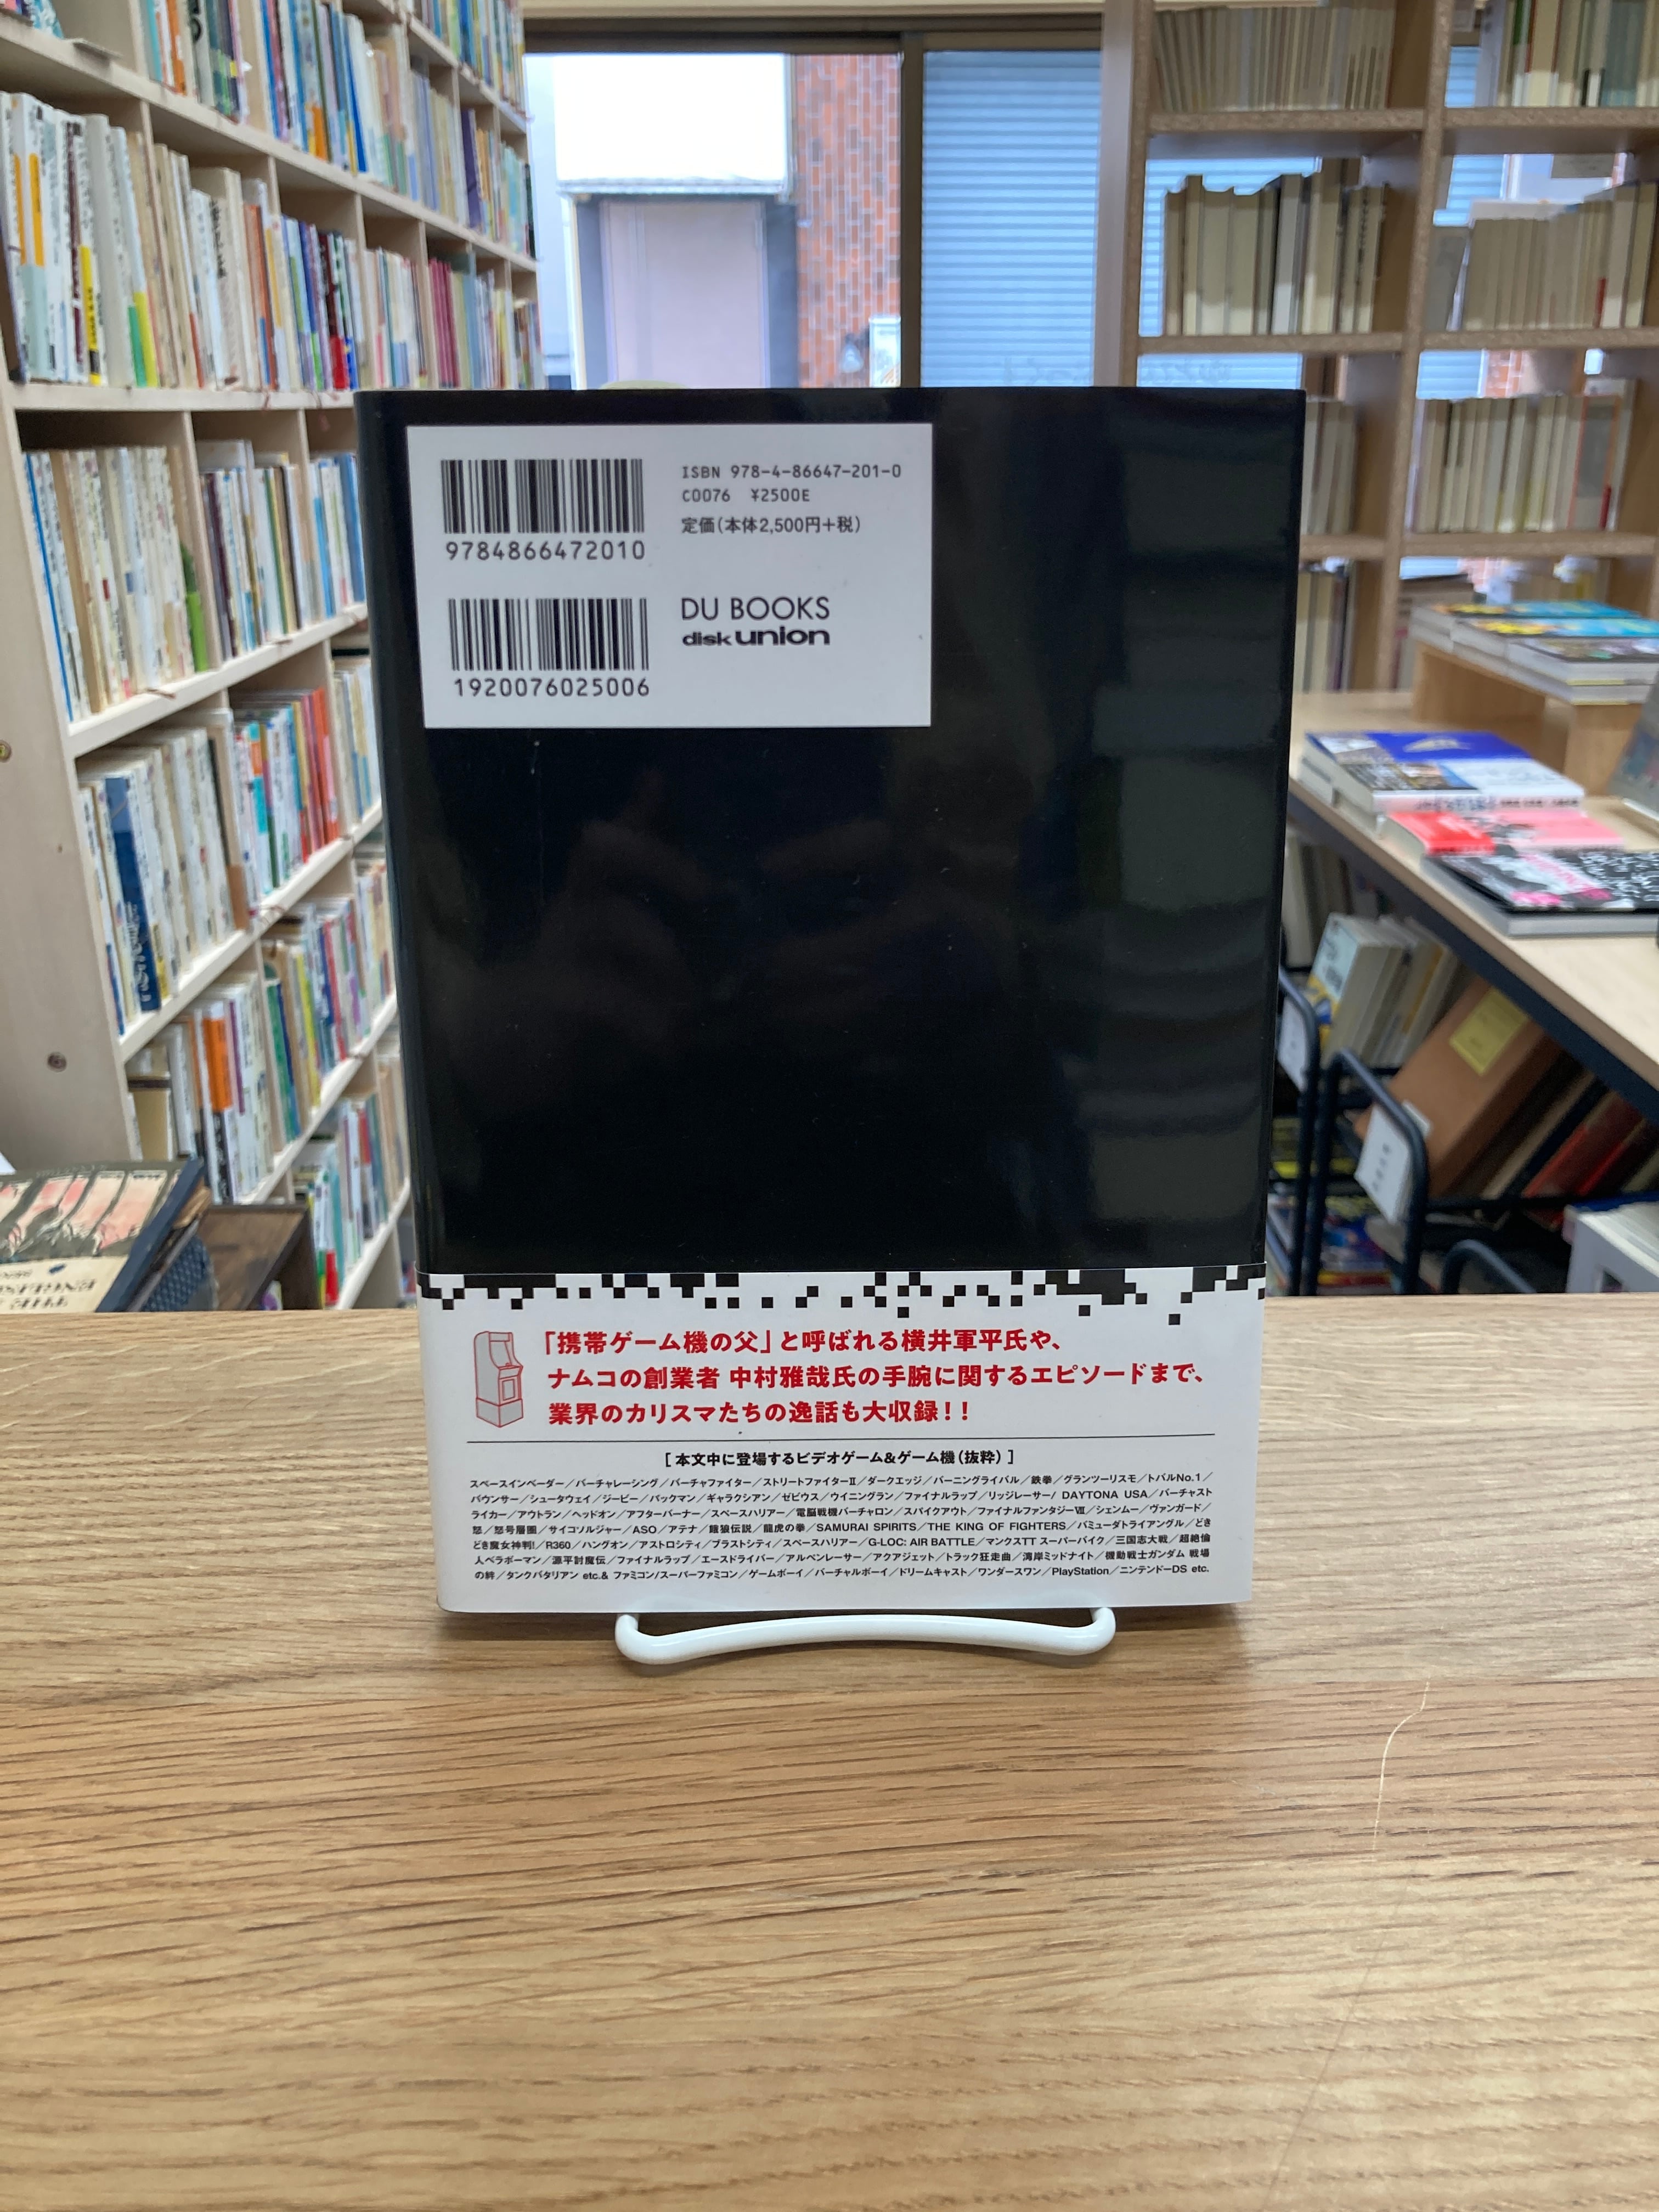 ISBN 978-4-86647-201-0
C0076 ¥2500E
定価(本体2,500円+税)
9784866472010
DU BOOKS
disk union
1920076025006
「携帯ゲーム機の父」と呼ばれる横井軍平氏や、
ナムコの創業者 中村雅哉氏の手腕に関するエピソードまで、
業界のカリスマたちの逸話も大収録!!
[本文中に登場するビデオゲーム&ゲーム機(抜粋)]
スペースインベーダー/バーチャレーシング/バーチャファイター/ストリートファイターⅡ/ダークエッジ/バーニングライバル/鉄拳/グランツーリスモ/トバルNo.1/
バウンサー/シュータウェイ/ジービー/パックマン/ギャラクシアン/ゼビウス/ウイニングラン/ファイナルラップ/リッジレーサー/ DAYTONA USA/バーチャスト
ライカー/アウトラン/ヘッドオン/アフターバーナー/スペースハリアー/電脳戦機バーチャロン/スパイクアウト/ファイナルファンタジーⅦ/シェンムー/ヴァンガード/
怒/怒号層圏/サイコソルジャー/ASO/アテナ/餓狼伝説/龍虎の拳/SAMURAI SPIRITS/THE KING OF FIGHTERS/バミューダトライアングル/どき
どき魔女神判!/R360/ハングオン/アストロシティ/ブラストシティ/スペースハリアー/G-LOC: AIR BATTLE/マンクスTT スーパーバイク/三国志大戦/超絶倫
人ベラボーマン/源平討魔伝/ファイナルラップ/エースドライバー/アルペンレーサー/アクアジェット/トラック狂走曲/湾岸ミッドナイト/機動戦士ガンダム 戦場
の絆/タンクバタリアン etc.& ファミコン/スーパーファミコン/ゲームボーイ/バーチャルボーイ/ドリームキャスト/ワンダースワン/PlayStation/ニンテンドーDS etc.